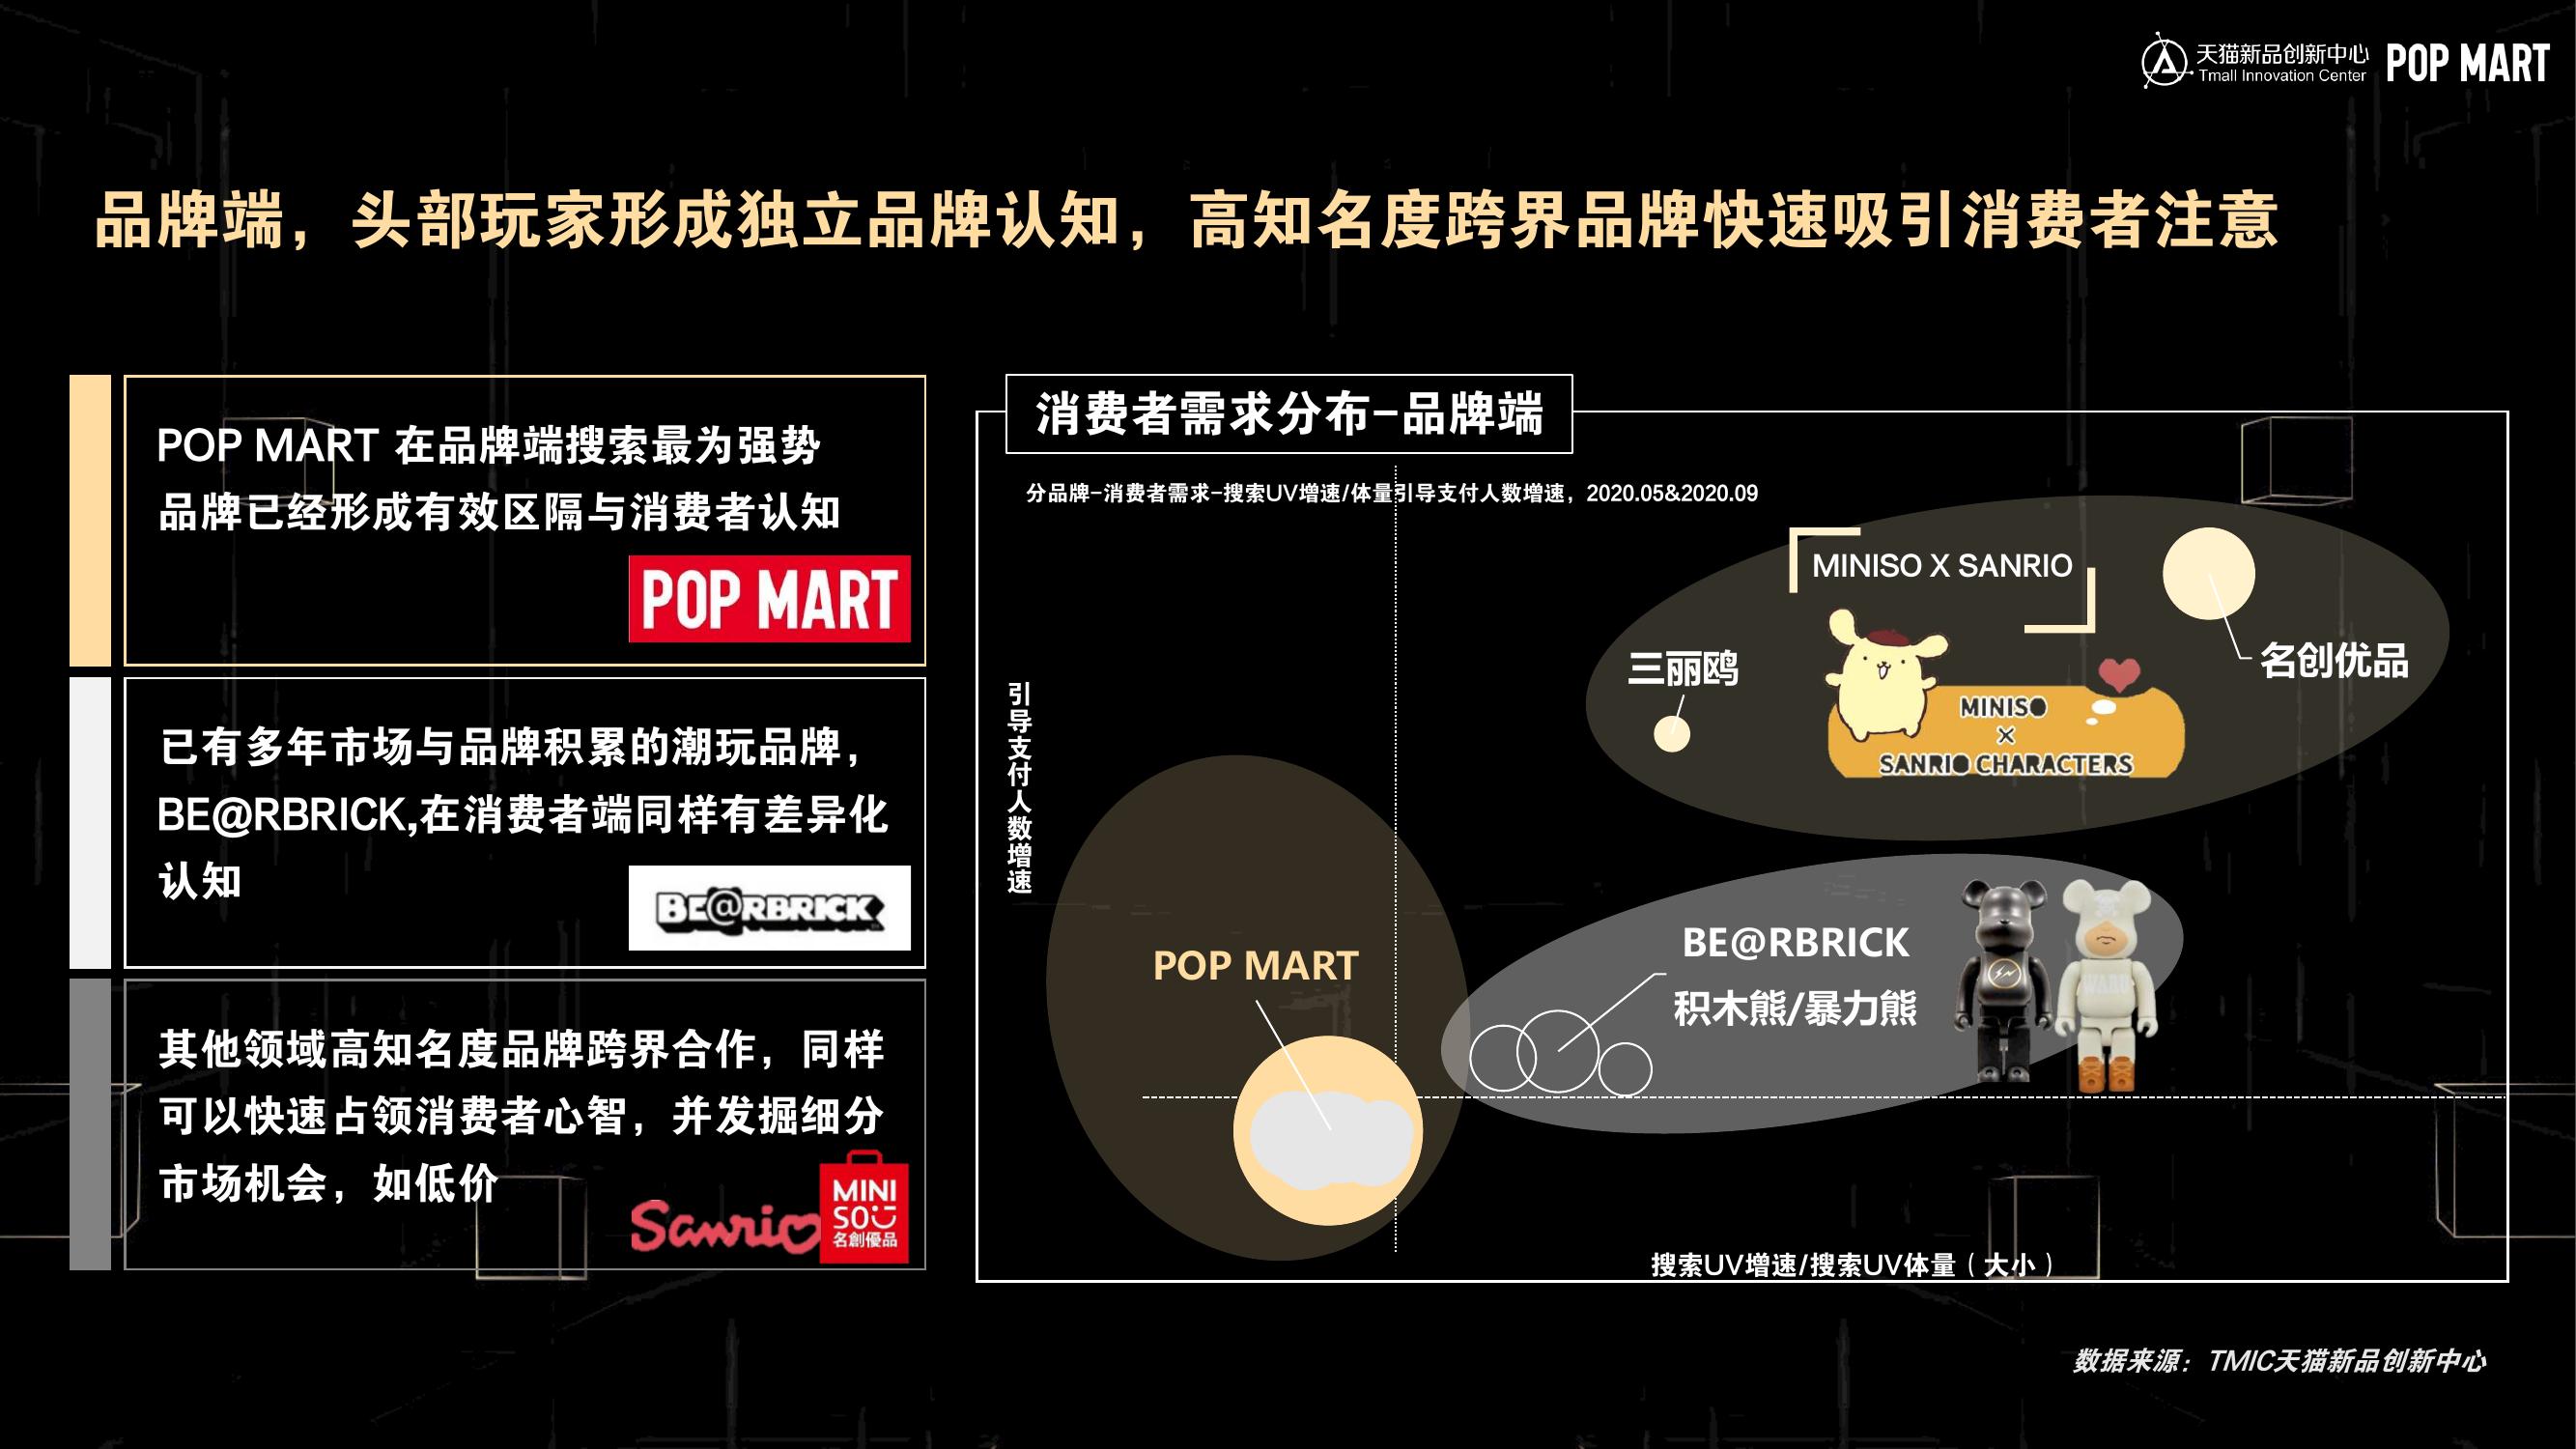 天猫新品创新中心
Tmall Innovation Center
POP MART
品牌端，头部玩家形成独立品牌认知，高知名度跨界品牌快速吸引消费者注意
POP MART 在品牌端搜索最为强势
品牌已经形成有效区隔与消费者认知
POP MART
已有多年市场与品牌积累的潮玩品牌，
BE@RBRICK,在消费者端同样有差异化
认知
BE@RBRICK
其他领域高知名度品牌跨界合作，同样
可以快速占领消费者心智，并发掘细分
市场机会，如低价
Sanrio
MINI
SO
名創優品
消费者需求分布-品牌端
分品牌-消费者需求-搜索UV增速/体量引导支付人数增速，2020.05&2020.09
引导支付人数增速
MINISO X SANRIO
三丽鸥
名创优品
MINISO
×
SANRIO CHARACTERS
POP MART
BE@RBRICK
积木熊/暴力熊
搜索UV增速/搜索UV体量（大小）
数据来源：TMIC天猫新品创新中心